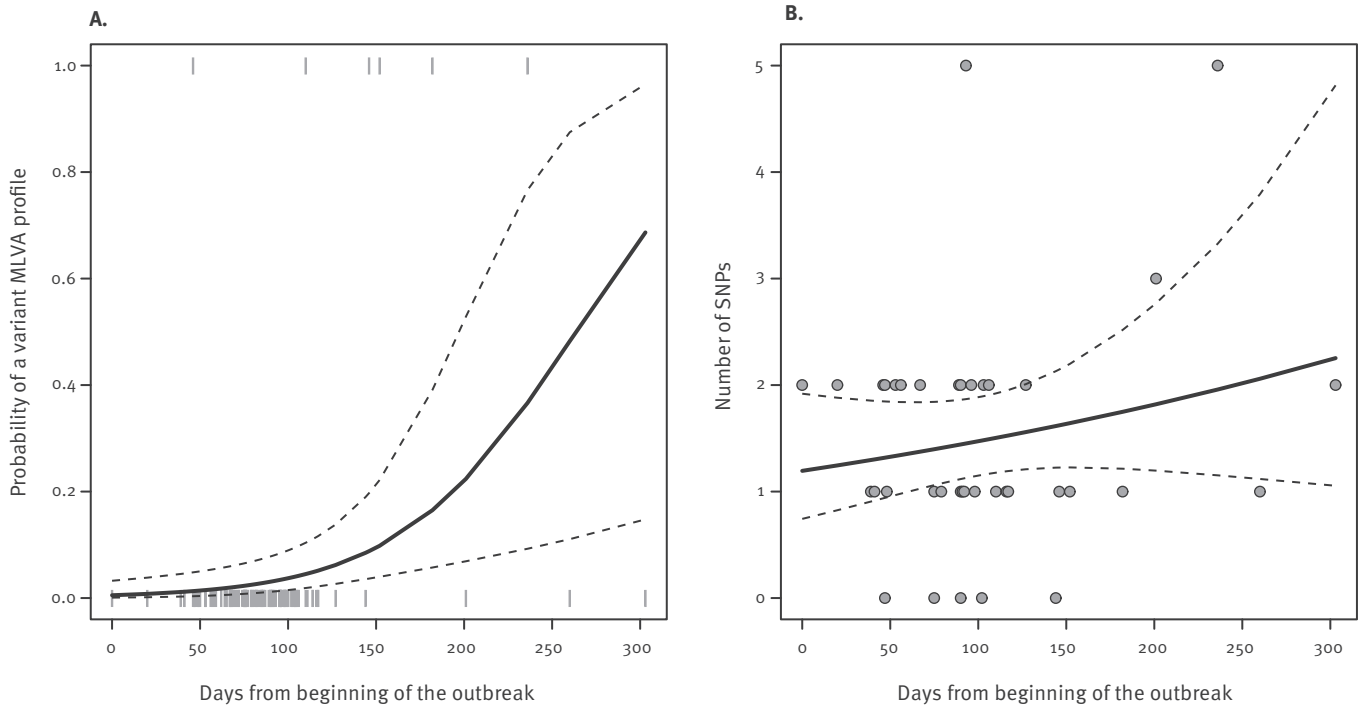 A.
Probability of a variant MLVA profile
1.0
0.8
0.6
0.4
0.2
0.0
0 50 100 150 200 250 300
Days from beginning of the outbreak
B.
Number of SNPs
5
4
3
2
1
0
0 50 100 150 200 250 300
Days from beginning of the outbreak